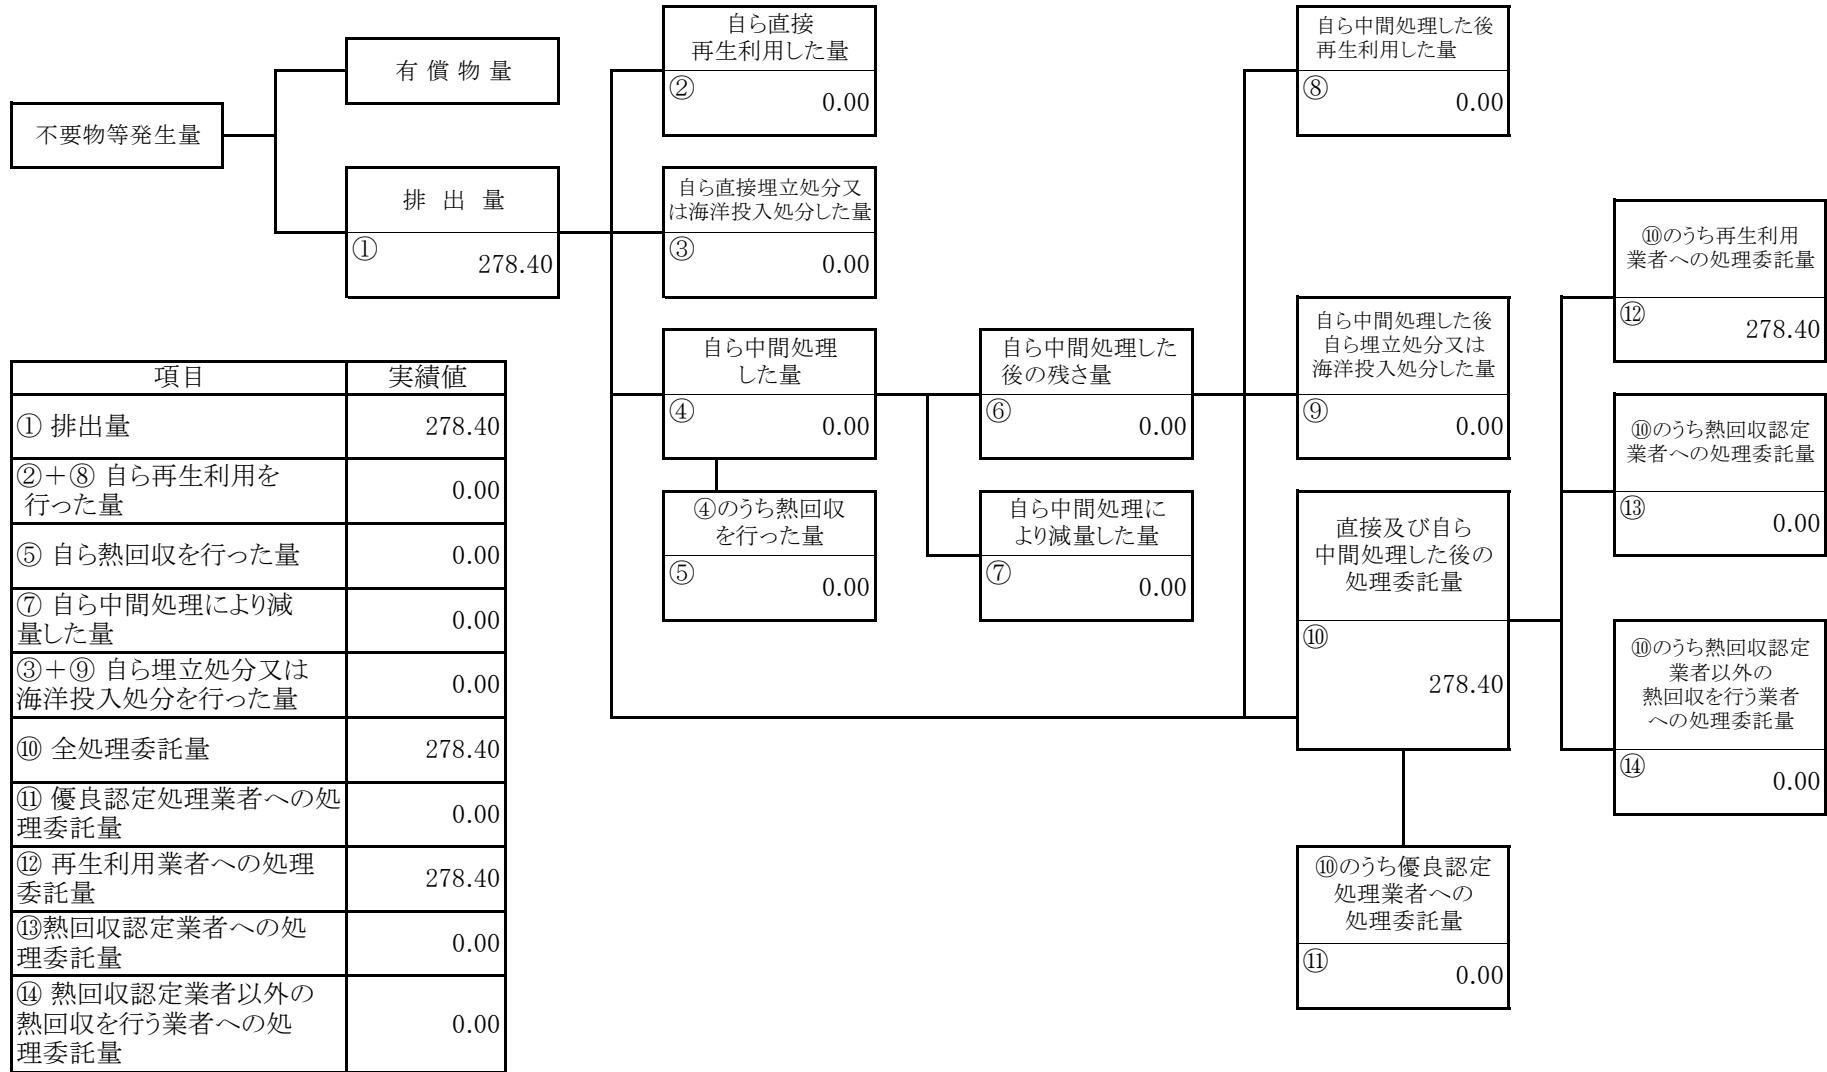 不要物等発生量
有 償 物 量
排 出 量
①
278.40
自ら直接
再生利用した量
②
0.00
自ら直接埋立処分又
は海洋投入処分した量
③
0.00
自ら中間処理
した量
④
0.00
④のうち熱回収
を行った量
⑤
0.00
自ら中間処理した
後の残さ量
⑥
0.00
自ら中間処理に
より減量した量
⑦
0.00
自ら中間処理した後
再生利用した量
⑧
0.00
自ら中間処理した後
自ら埋立処分又は
海洋投入処分した量
⑨
0.00
直接及び自ら
中間処理した後の
処理委託量
⑩
278.40
⑩のうち優良認定
処理業者への
処理委託量
⑪
0.00
⑩のうち再生利用
業者への処理委託量
⑫
278.40
⑩のうち熱回収認定
業者への処理委託量
⑬
0.00
⑩のうち熱回収認定
業者以外の
熱回収を行う業者
への処理委託量
⑭
0.00
項目 実績値
① 排出量 278.40
②＋⑧ 自ら再生利用を
行った量 0.00
⑤ 自ら熱回収を行った量 0.00
⑦ 自ら中間処理により減
量した量 0.00
③＋⑨ 自ら埋立処分又は
海洋投入処分を行った量 0.00
⑩ 全処理委託量 278.40
⑪ 優良認定処理業者への処
理委託量 0.00
⑫ 再生利用業者への処理
委託量 278.40
⑬熱回収認定業者への処
理委託量 0.00
⑭ 熱回収認定業者以外の
熱回収を行う業者への処
理委託量 0.00